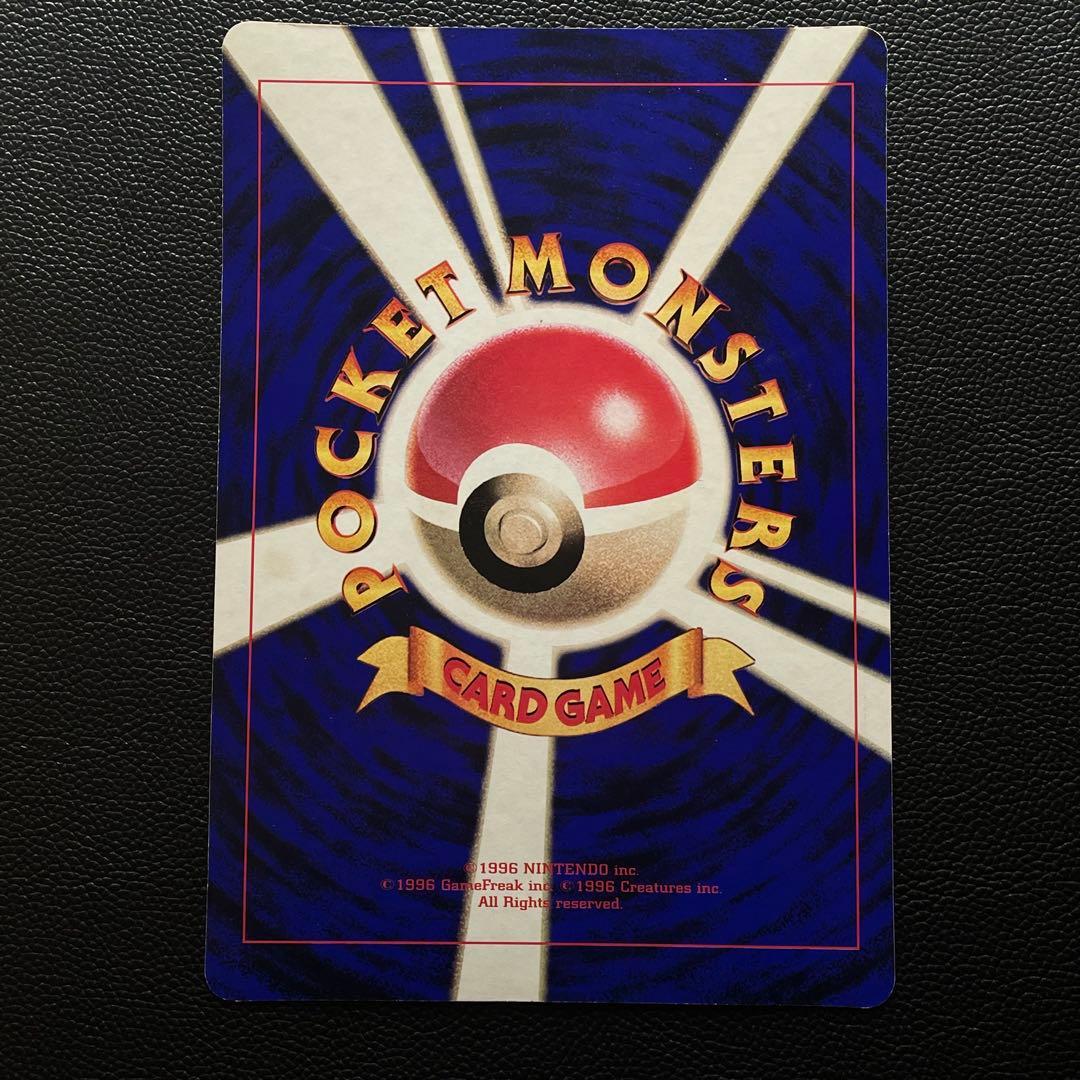 POCKET MONSTERS
CARD GAME
©1996 NINTENDO inc.
©1996 GameFreak inc. ©1996 Creatures inc.
All Rights reserved.